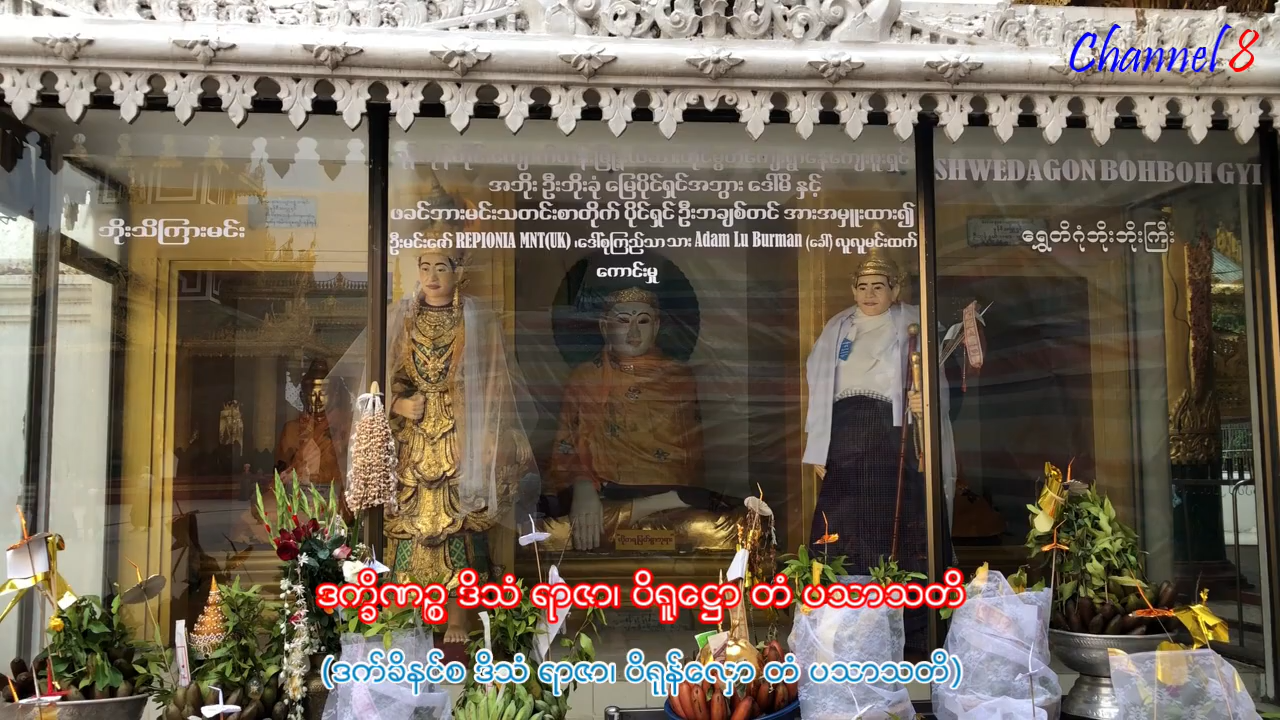 Channel 8
SHWEDAGON BOHBOH GYI
အဘိုး ဦးဘိုးခုံ မြေပိုင်ရှင်အဘွား ဒေါ်မိ နှင့်
ဖခင်ဘားမင်းသတင်းစာတိုက် ပိုင်ရှင် ဦးဘချစ်တင် အားအမှူးထား၍
ဘိုးသိကြားမင်း
ဦးမင်းဇော် REPIONIA MNT(UK) ၊ဒေါ်စုကြည်သာ သား Adam Lu Burman (ခေါ်) လူလူမင်းထက်
ရွှေတိဂုံဘိုးဘိုးကြီး
ကောင်းမှု
ဒက္ခိဏဉ္စ ဒိသံ ရာဇာ၊ ဝိရူဠှော တံ ပသာသတိ
(ဒက်ခိနင်စ ဒိသံ ရာဇာ၊ ဝိရုန်လှော တံ ပသာသတိ)